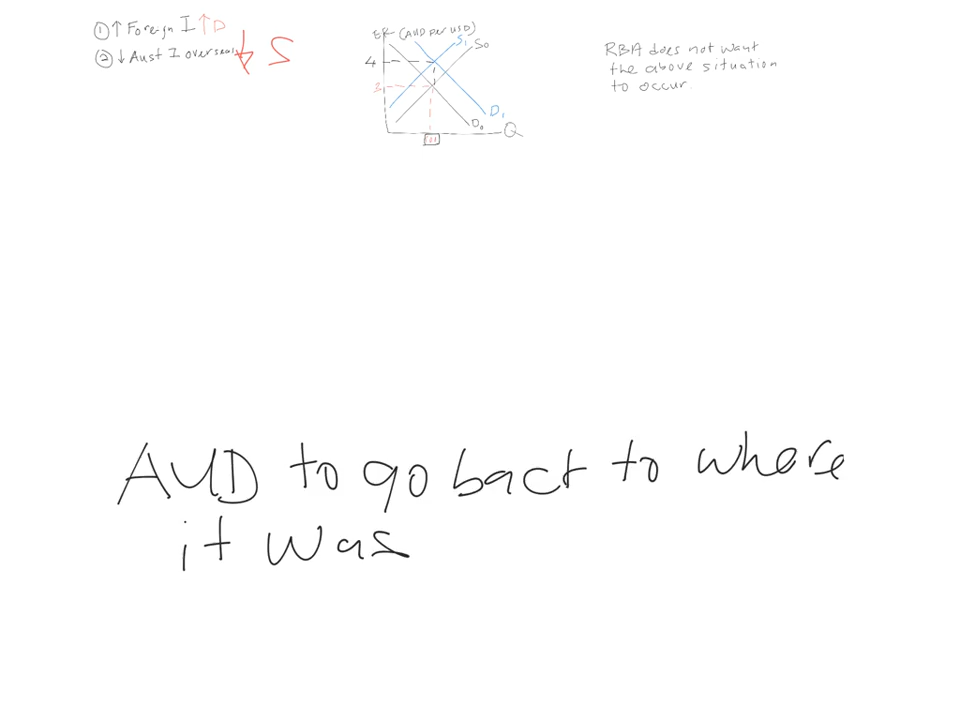 ① ↑ Foreign I ↑ D
② ↓ Aust I overseas ↓ S
ER (AUD per USD)
S₁ S₀
4
3
D₁
D₀
Q
RBA does not want
the above situation
to occur.
AUD to go back to where
it was